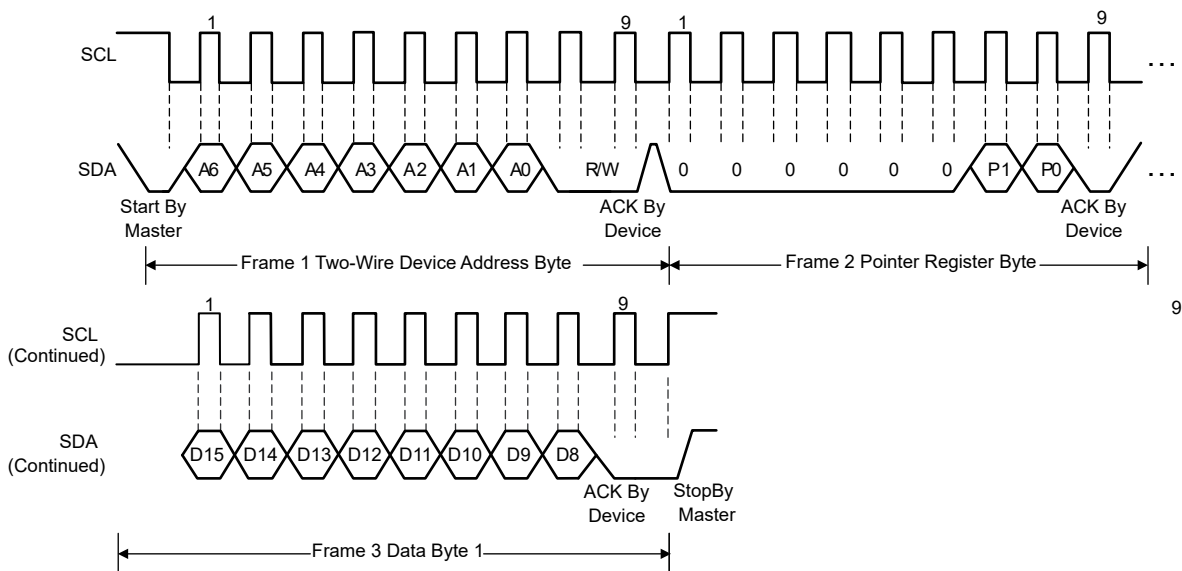 1 9 1 9
SCL ...
SDA A6 A5 A4 A3 A2 A1 A0 R/W 0 0 0 0 0 0 P1 P0 ...
Start By
Master
ACK By
Device
ACK By
Device
Frame 1 Two-Wire Device Address Byte
Frame 2 Pointer Register Byte
1 9 9
SCL
(Continued)
SDA
(Continued)
D15 D14 D13 D12 D11 D10 D9 D8
ACK By
Device
StopBy
Master
Frame 3 Data Byte 1